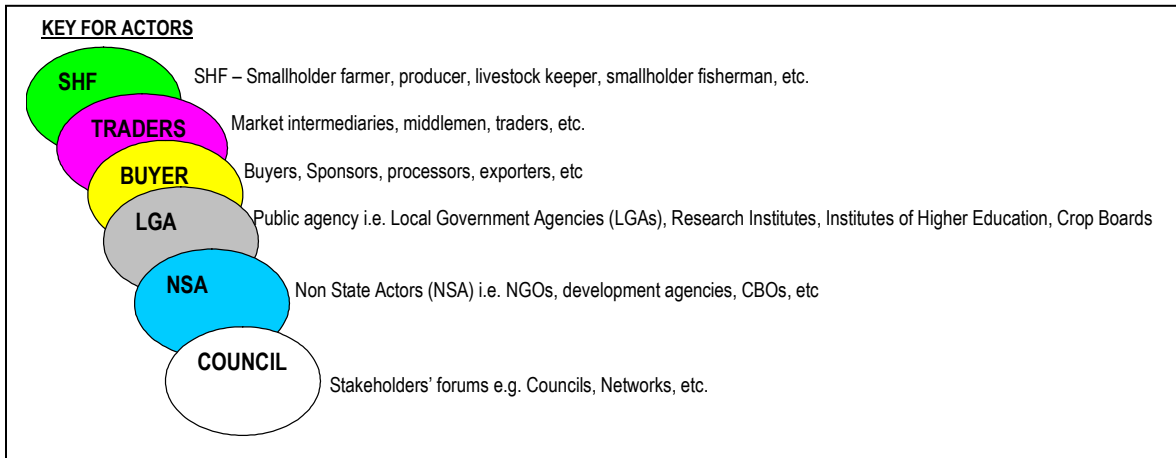 KEY FOR ACTORS
SHF
SHF – Smallholder farmer, producer, livestock keeper, smallholder fisherman, etc.
TRADERS
Market intermediaries, middlemen, traders, etc.
BUYER
Buyers, Sponsors, processors, exporters, etc
LGA
Public agency i.e. Local Government Agencies (LGAs), Research Institutes, Institutes of Higher Education, Crop Boards
NSA
Non State Actors (NSA) i.e. NGOs, development agencies, CBOs, etc
COUNCIL
Stakeholders’ forums e.g. Councils, Networks, etc.